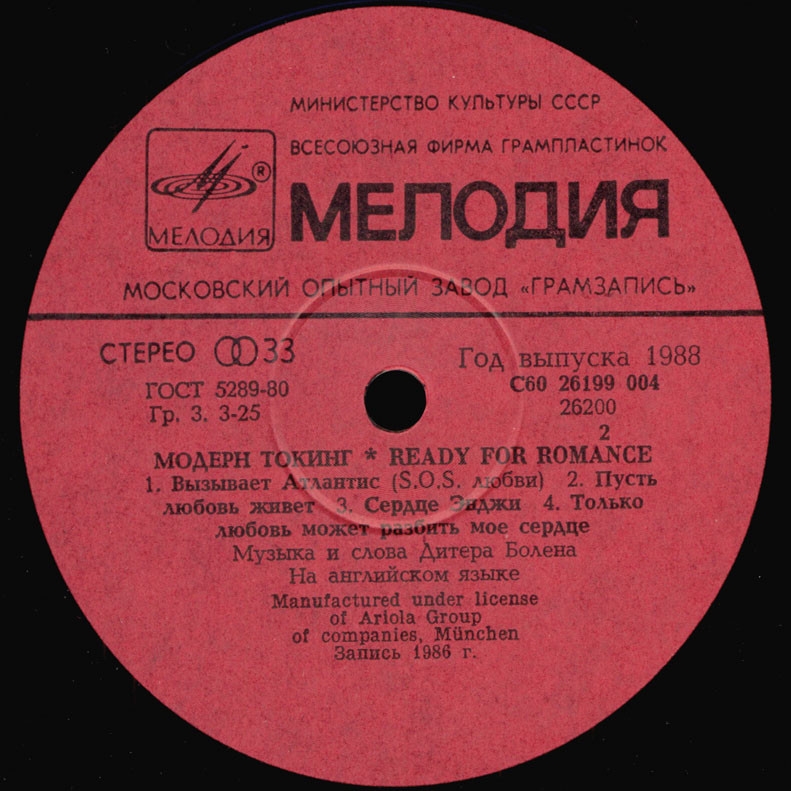 МИНИСТЕРСТВО КУЛЬТУРЫ СССР
ВСЕСОЮЗНАЯ ФИРМА ГРАМПЛАСТИНОК
® МЕЛОДИЯ
МЕЛОДИЯ
МОСКОВСКИЙ ОПЫТНЫЙ ЗАВОД «ГРАМЗАПИСЬ»
СТЕРЕО 33
Год выпуска 1988
ГОСТ 5289-80
С60 26199 004
Гр. 3. 3-25
26200
2
МОДЕРН ТОКИНГ * READY FOR ROMANCE
1. Вызывает Атлантис (S.O.S. любви) 2. Пусть
любовь живет 3. Сердце Энджи 4. Только
любовь может разбить мое сердце
Музыка и слова Дитера Болена
На английском языке
Manufactured under license
of Ariola Group
of companies, München
Запись 1986 г.